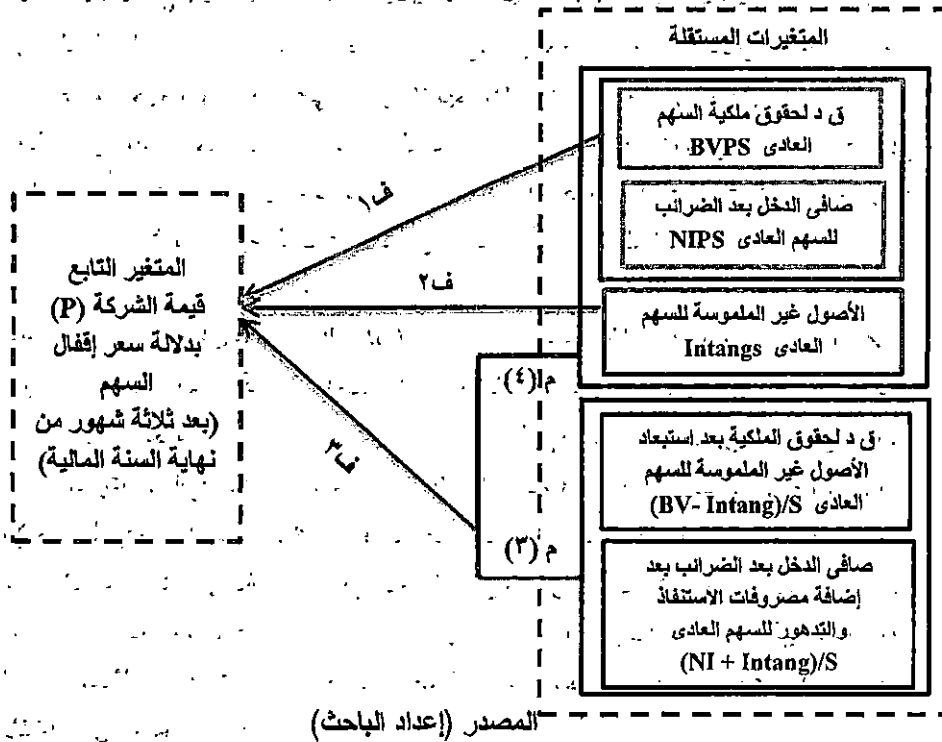 المتغيرات المستقلة
ق د لحقوق ملكية السهم
العادى BVPS
صافى الدخل بعد الضرائب
للسهم العادى NIPS
الأصول غير الملموسة للسهم
العادى Intangs
ق د لحقوق الملكية بعد استبعاد
الأصول غير الملموسة للسهم
العادى (BV- Intang)/S
صافى الدخل بعد الضرائب بعد
إضافة مصروفات الاستنفاذ
والتدهور للسهم العادى
(NI + Intang)/S
ف١
ف٢
ف٣
م (٤)
م (٣)
المتغير التابع
قيمة الشركة (P)
بدلالة سعر إقفال
السهم
(بعد ثلاثة شهور من
نهاية السنة المالية)
المصدر (إعداد الباحث)